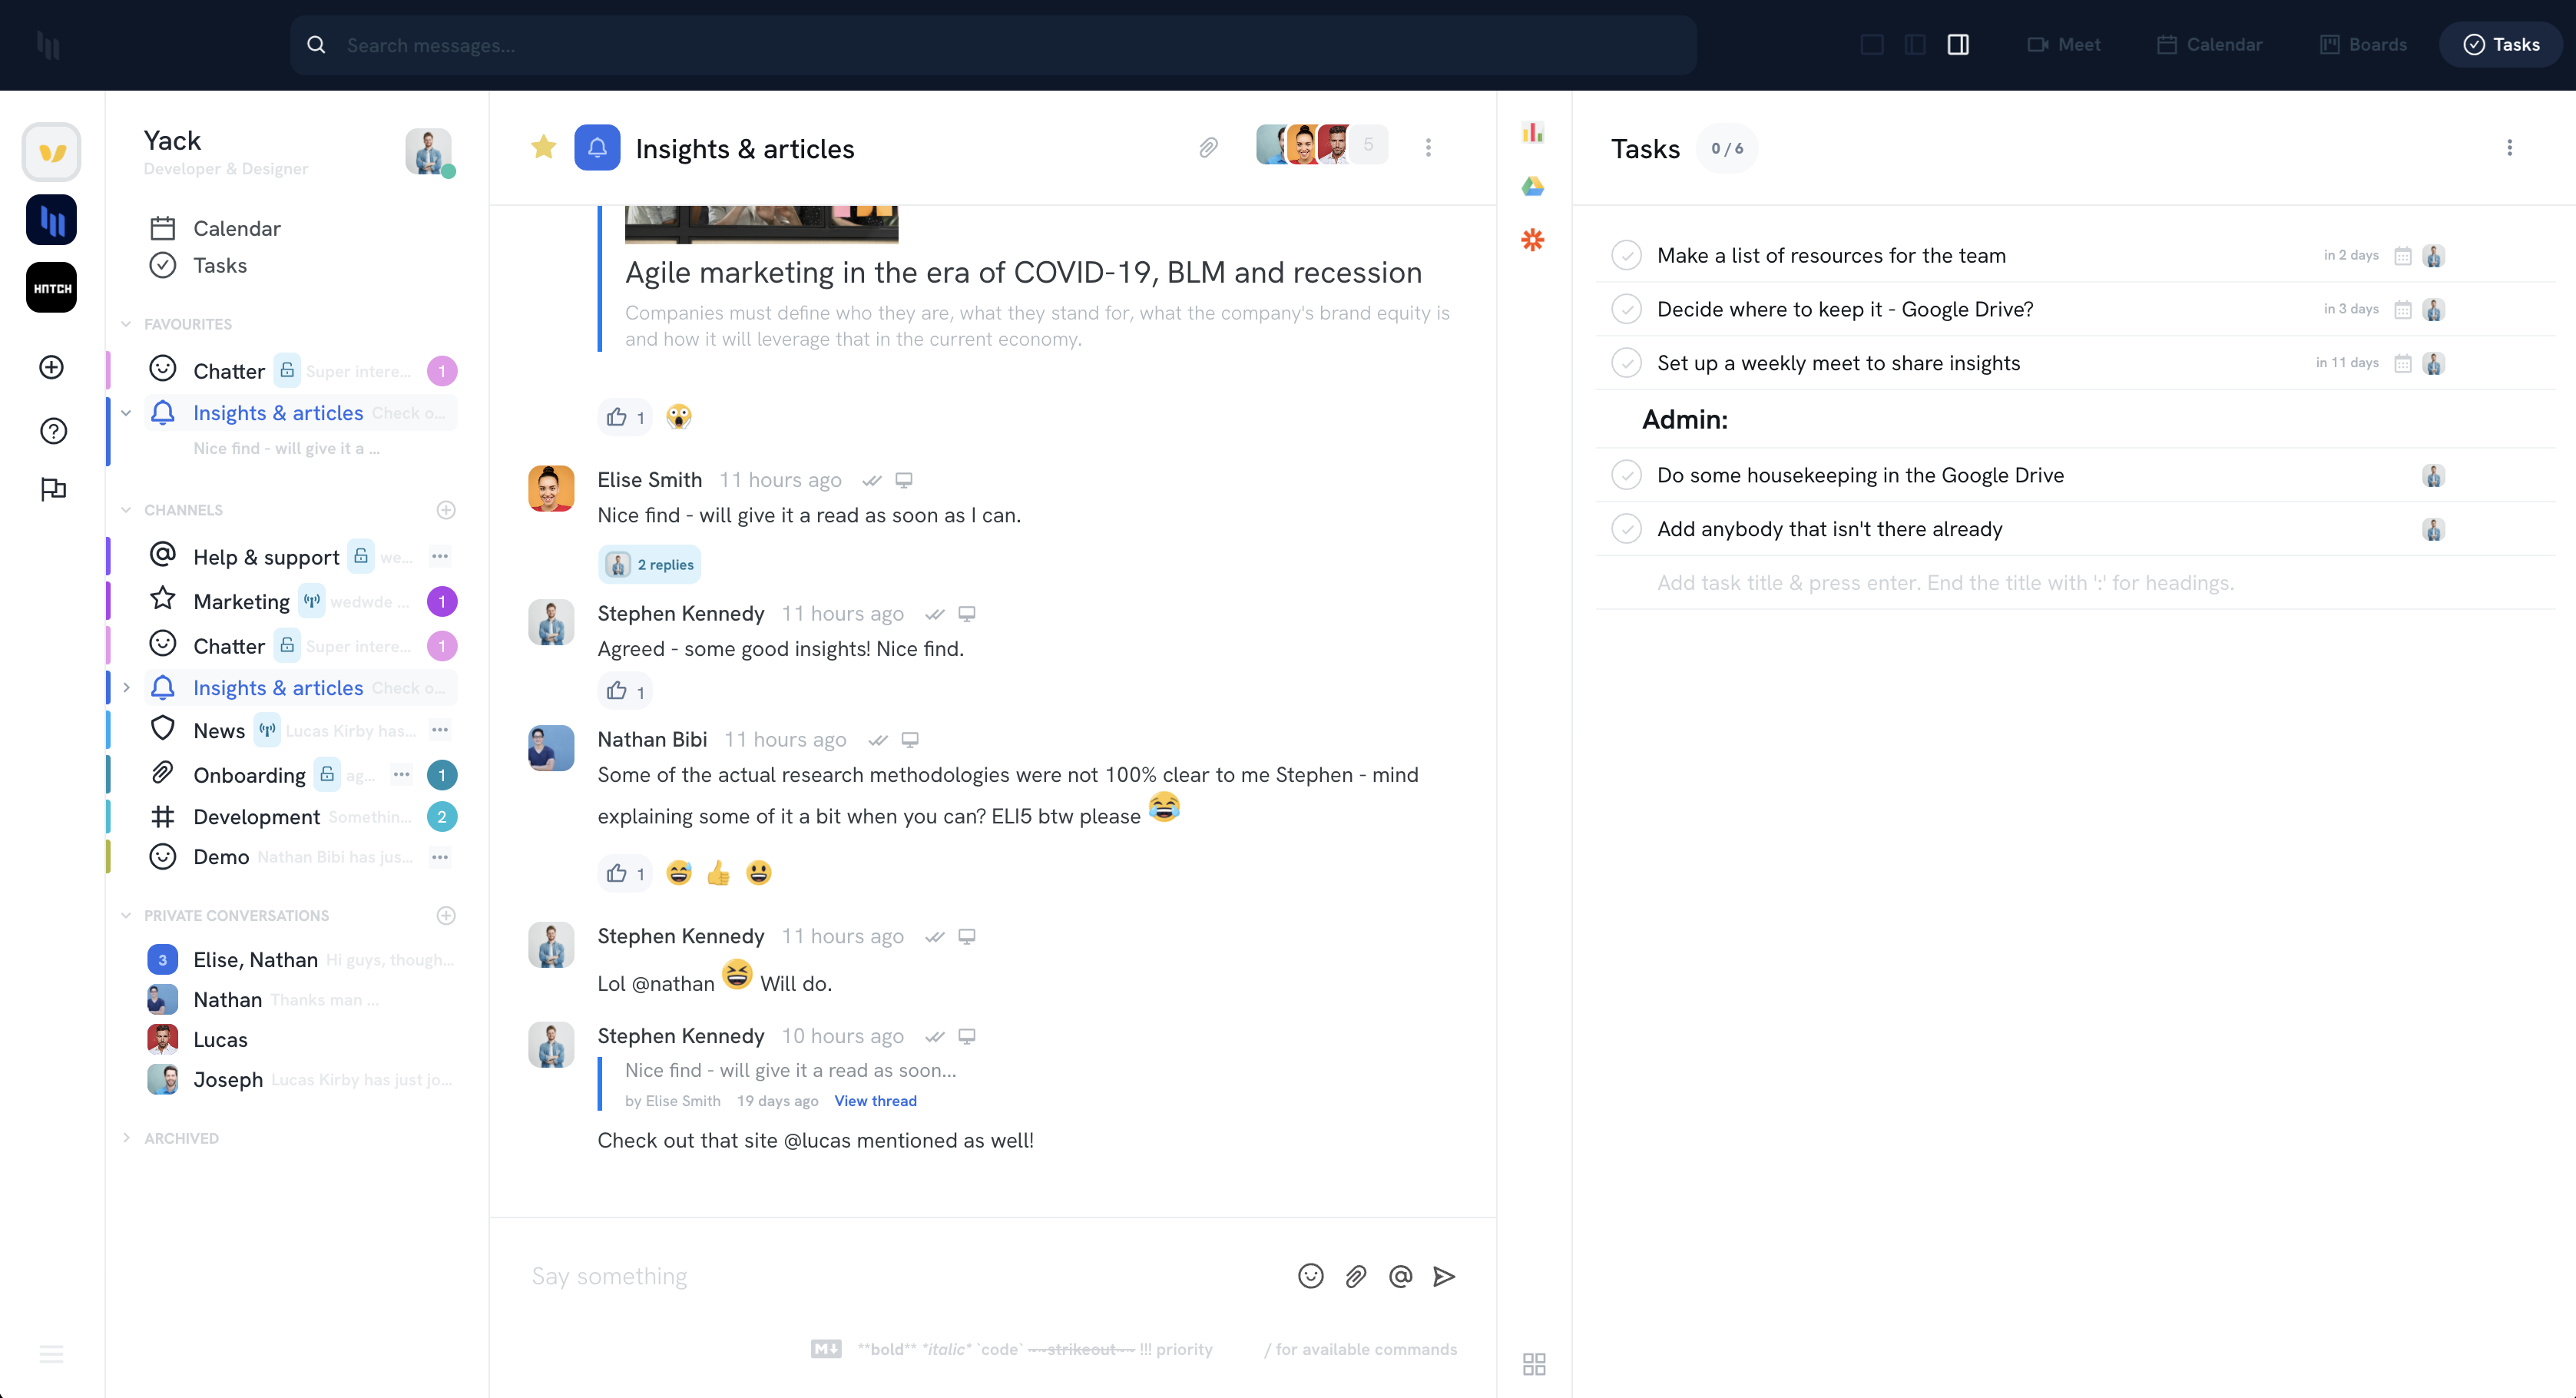 Search messages...
Meet
Calendar
Boards
Tasks
Yack
Developer & Designer
Calendar
Tasks
HNTCH
FAVOURITES
Chatter Super intere... 1
Insights & articles Check o...
Nice find - will give it a ...
CHANNELS
Help & support we...
Marketing wedwde ... 1
Chatter Super intere... 1
Insights & articles Check o...
News Lucas Kirby has...
Onboarding ag... 1
Development Somethin... 2
Demo Nathan Bibi has jus...
PRIVATE CONVERSATIONS
3 Elise, Nathan Hi guys, though...
Nathan Thanks man ...
Lucas
Joseph Lucas Kirby has just jo...
ARCHIVED
Insights & articles
5
Agile marketing in the era of COVID-19, BLM and recession
Companies must define who they are, what they stand for, what the company's brand equity is
and how it will leverage that in the current economy.
1
Elise Smith 11 hours ago
Nice find - will give it a read as soon as I can.
2 replies
Stephen Kennedy 11 hours ago
Agreed - some good insights! Nice find.
1
Nathan Bibi 11 hours ago
Some of the actual research methodologies were not 100% clear to me Stephen - mind
explaining some of it a bit when you can? ELI5 btw please 😂
1 😅 👍 😃
Stephen Kennedy 11 hours ago
Lol @nathan 😆 Will do.
Stephen Kennedy 10 hours ago
Nice find - will give it a read as soon...
by Elise Smith 19 days ago View thread
Check out that site @lucas mentioned as well!
Say something
M↓ **bold** *italic* `code` ~~strikeout~~ !!! priority / for available commands
Tasks 0 / 6
Make a list of resources for the team in 2 days
Decide where to keep it - Google Drive? in 3 days
Set up a weekly meet to share insights in 11 days
Admin:
Do some housekeeping in the Google Drive
Add anybody that isn't there already
Add task title & press enter. End the title with ':' for headings.